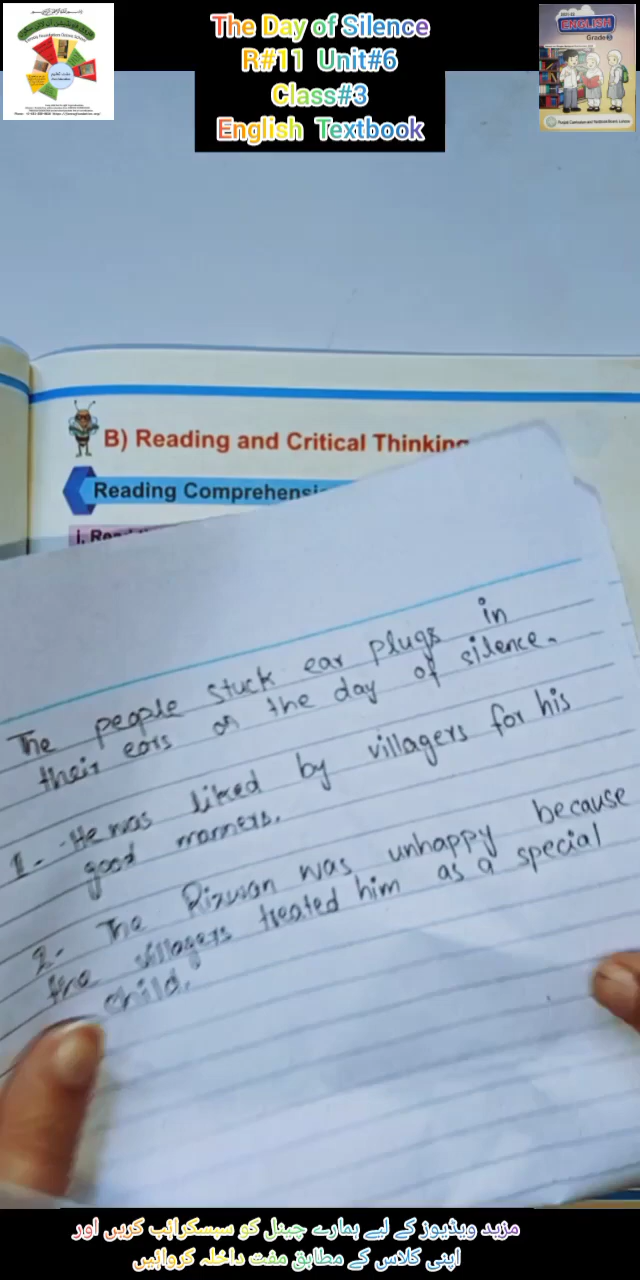 The Day of Silence
R#11 Unit#6
Class#3
English Textbook
ENGLISH
Grade 3
B) Reading and Critical Thinking
Reading Comprehensi
i. Read
The people stuck ear plugs in
their ears on the day of silence.
1. He was liked by villagers for his
good manners.
2- The Rizwan was unhappy because
the villagers treated him as a special
child.
مزید ویڈیوز کے لیے ہمارے چینل کو سبسکرائب کریں اور
اپنی کلاس کے مطابق مفت داخلہ کروائیں